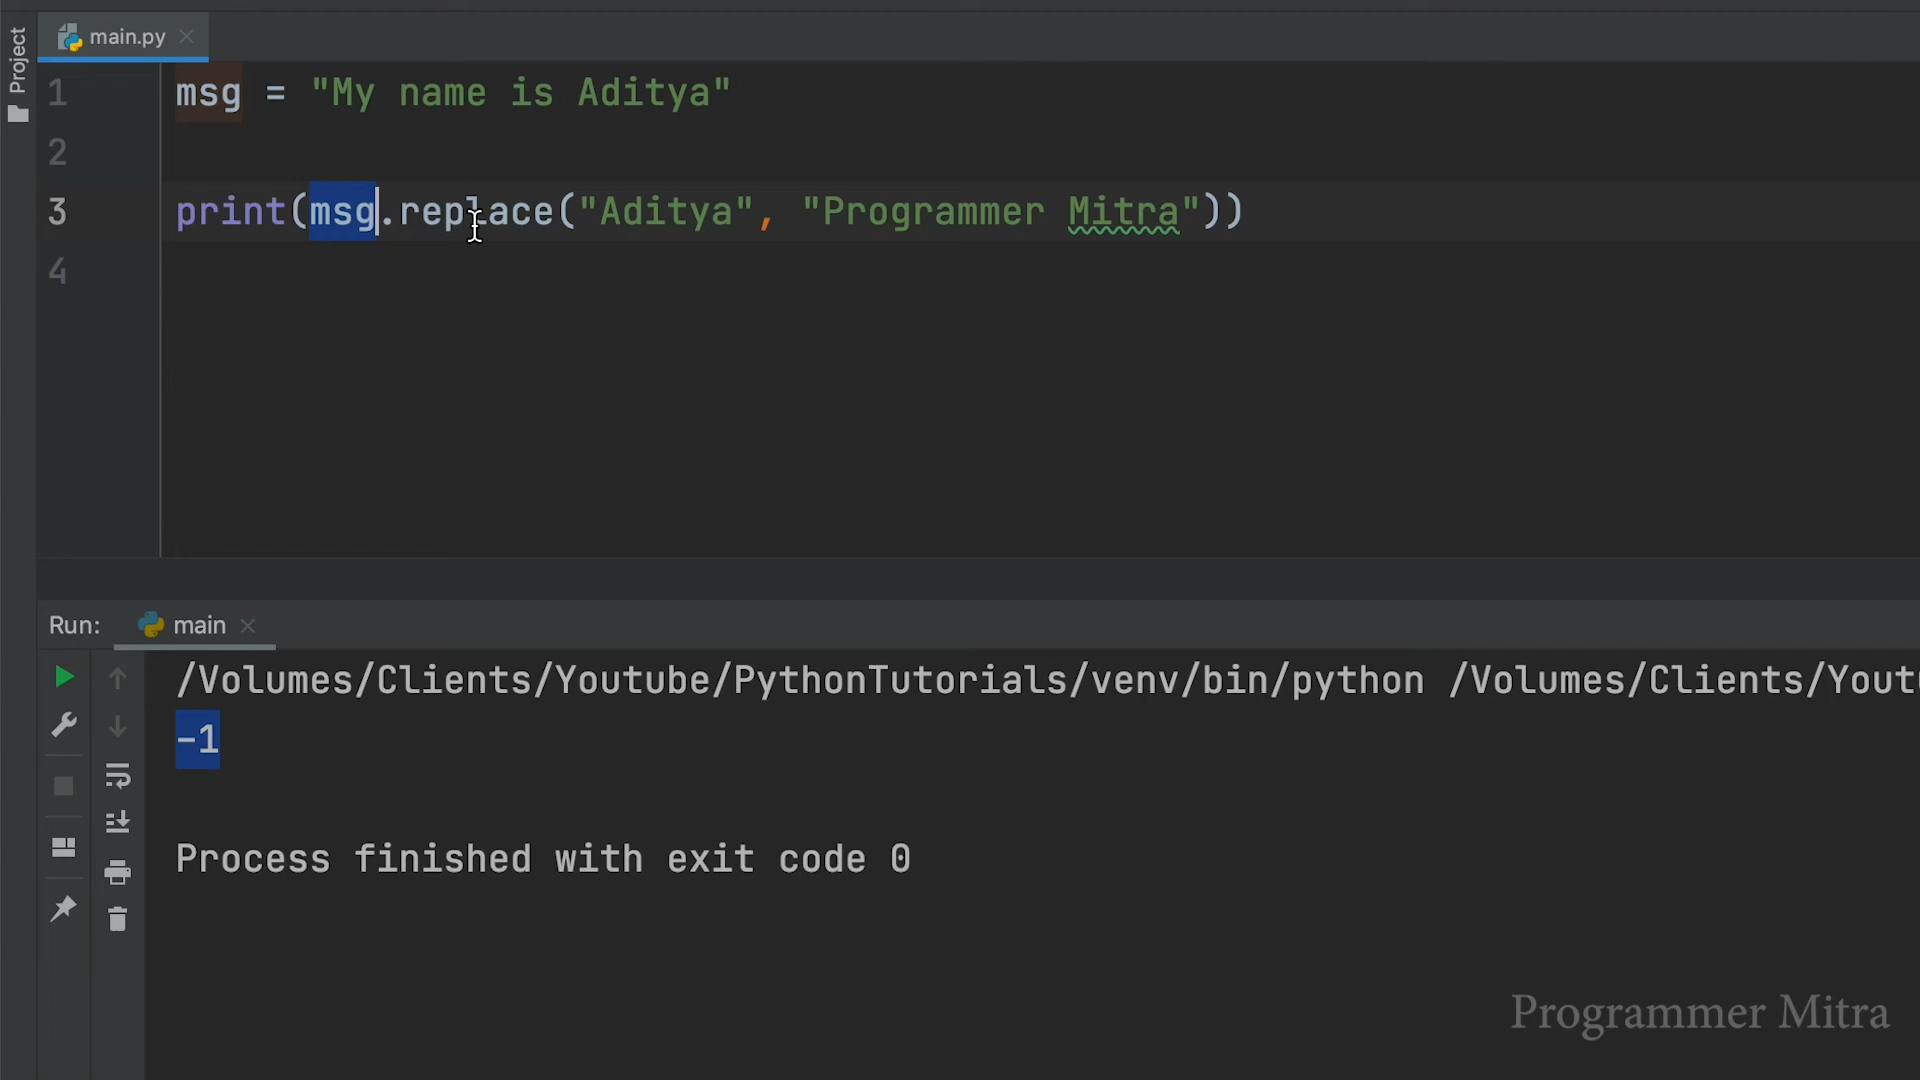 main.py
Project
1 msg = "My name is Aditya"
2
3 print(msg.replace("Aditya", "Programmer Mitra"))
4
Run: main
/Volumes/Clients/Youtube/PythonTutorials/venv/bin/python /Volumes/Clients/Yout
-1
Process finished with exit code 0
Programmer Mitra